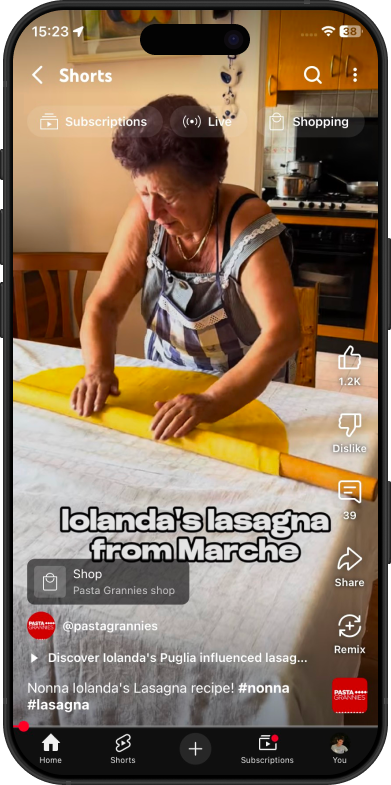 15:23
38
Shorts
Subscriptions
Live
Shopping
1.2K
Dislike
39
Share
Remix
Iolanda's lasagna
from Marche
Shop
Pasta Grannies shop
PASTA
GRANNIES
@pastagrannies
Discover Iolanda's Puglia influenced lasag...
Nonna Iolanda's Lasagna recipe! #nonna
#lasagna
PASTA
GRANNIES
Home
Shorts
Subscriptions
You